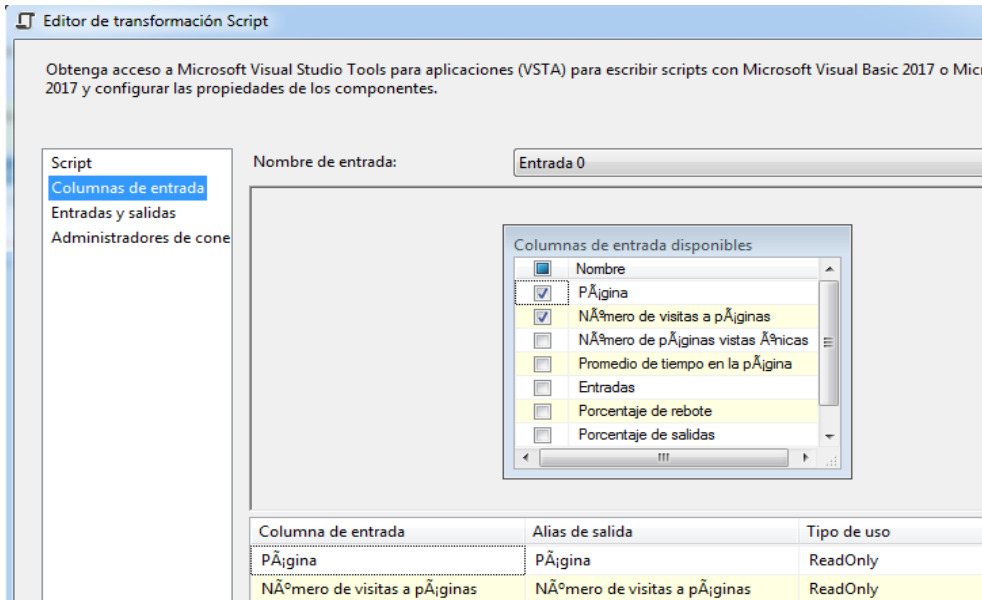 Editor de transformación Script
Obtenga acceso a Microsoft Visual Studio Tools para aplicaciones (VSTA) para escribir scripts con Microsoft Visual Basic 2017 o Micr
2017 y configurar las propiedades de los componentes.
Script
Columnas de entrada
Entradas y salidas
Administradores de cone
Nombre de entrada:
Entrada 0
Columnas de entrada disponibles
Nombre
PÃ¡gina
NÃºmero de visitas a pÃ¡ginas
NÃºmero de pÃ¡ginas vistas Ãºnicas
Promedio de tiempo en la pÃ¡gina
Entradas
Porcentaje de rebote
Porcentaje de salidas
Columna de entrada Alias de salida Tipo de uso
PÃ¡gina PÃ¡gina ReadOnly
NÃºmero de visitas a pÃ¡ginas NÃºmero de visitas a pÃ¡ginas ReadOnly